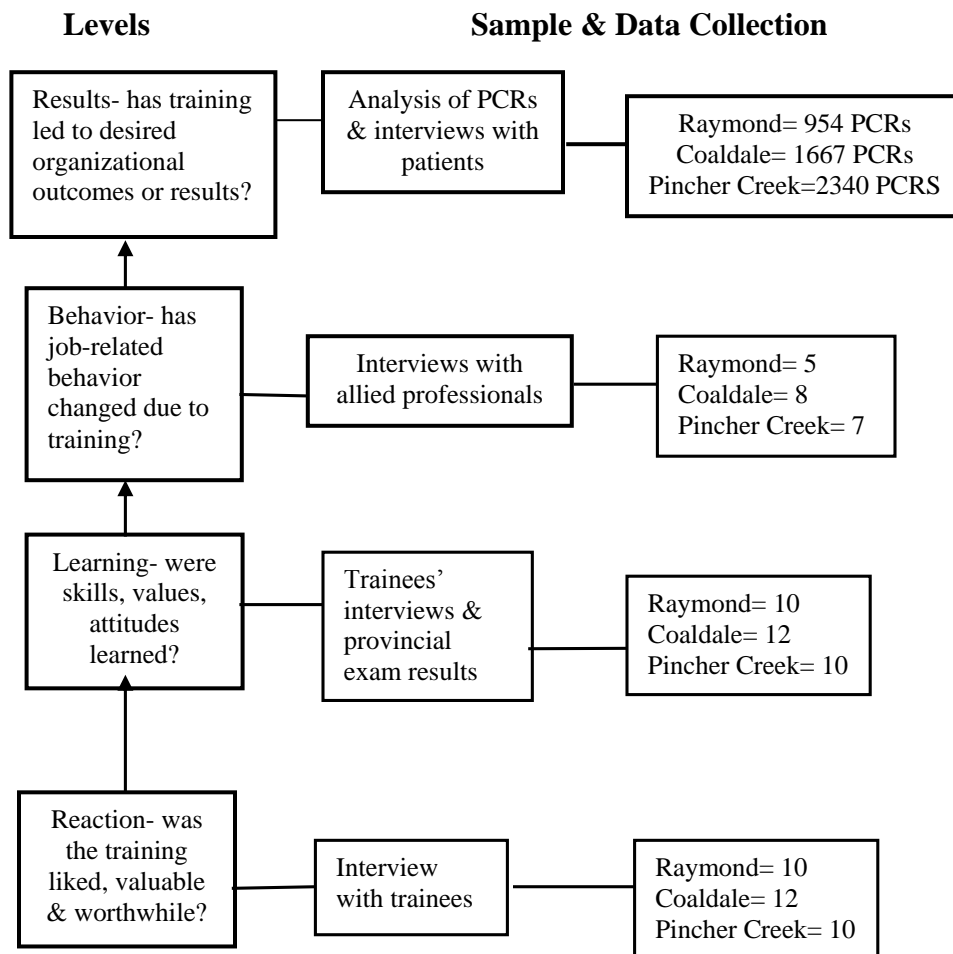 Levels
Sample & Data Collection
Results- has training
led to desired
organizational
outcomes or results?
Analysis of PCRs
& interviews with
patients
Raymond= 954 PCRs
Coaldale= 1667 PCRs
Pincher Creek=2340 PCRS
Behavior- has
job-related
behavior
changed due to
training?
Interviews with
allied professionals
Raymond= 5
Coaldale= 8
Pincher Creek= 7
Learning- were
skills, values,
attitudes
learned?
Trainees’
interviews &
provincial
exam results
Raymond= 10
Coaldale= 12
Pincher Creek= 10
Reaction- was
the training
liked, valuable
& worthwhile?
Interview
with trainees
Raymond= 10
Coaldale= 12
Pincher Creek= 10